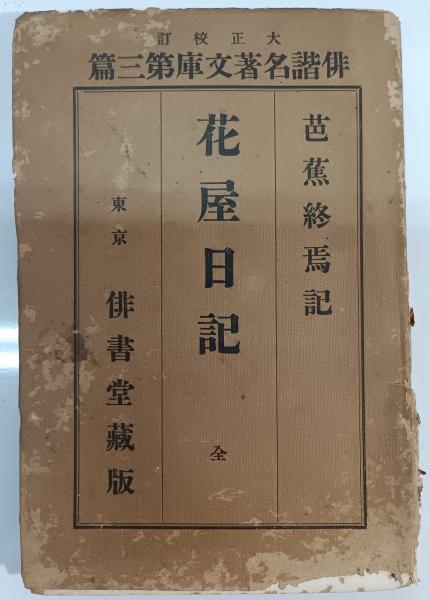 大正校訂
俳諧名著文庫第三篇
芭蕉終焉記
花屋日記 全
東京 俳書堂藏版